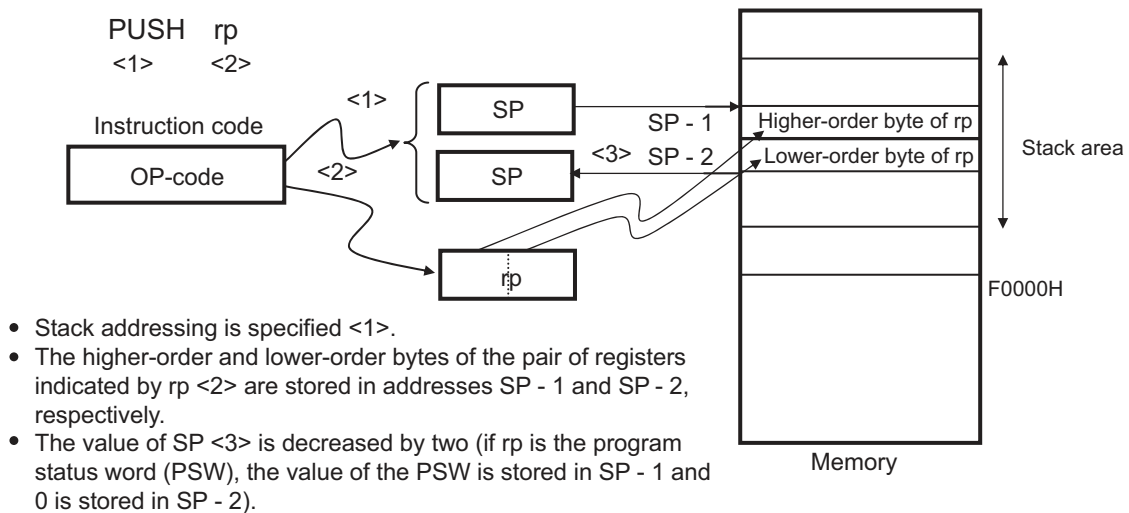 PUSH rp
<1> <2>
<1>
SP
Instruction code
SP - 1
Higher-order byte of rp
OP-code
<2>
SP
<3>
SP - 2
Lower-order byte of rp
Stack area
rp
F0000H
• Stack addressing is specified <1>.
• The higher-order and lower-order bytes of the pair of registers
indicated by rp <2> are stored in addresses SP - 1 and SP - 2,
respectively.
• The value of SP <3> is decreased by two (if rp is the program
status word (PSW), the value of the PSW is stored in SP - 1 and
0 is stored in SP - 2).
Memory